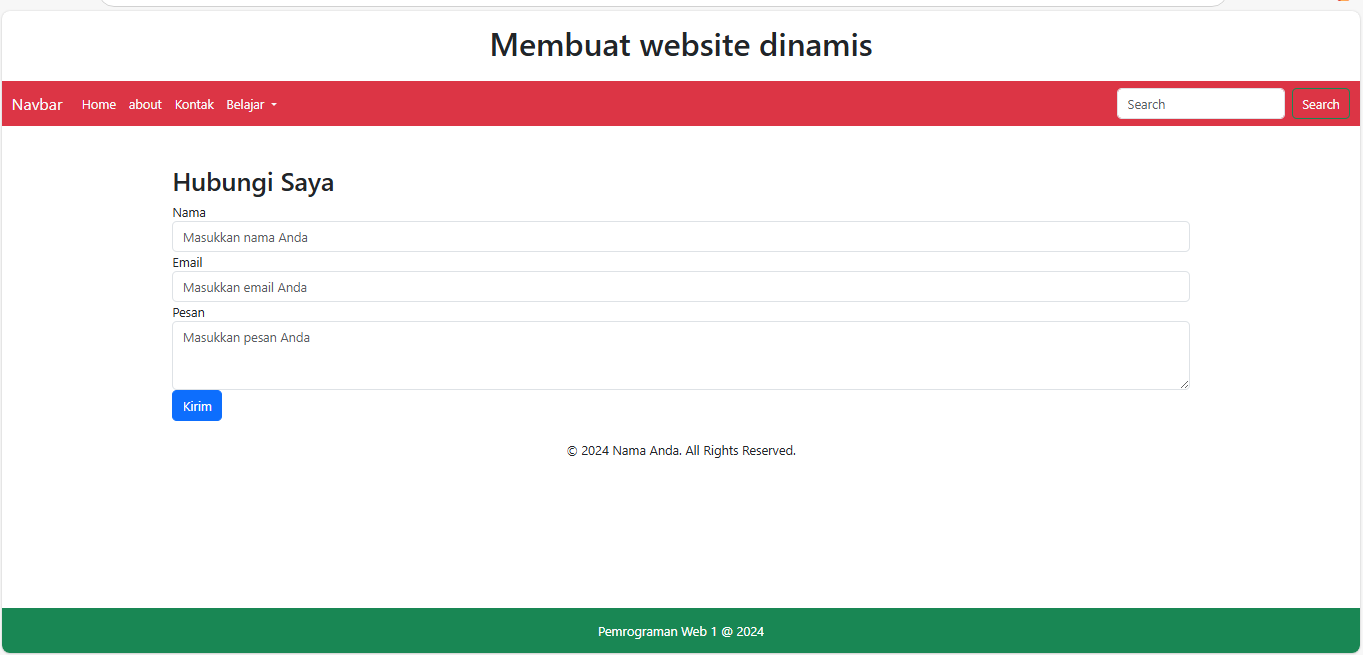 Membuat website dinamis
Navbar Home about Kontak Belajar Search Search
Hubungi Saya
Nama
Masukkan nama Anda
Email
Masukkan email Anda
Pesan
Masukkan pesan Anda
Kirim
© 2024 Nama Anda. All Rights Reserved.
Pemrograman Web 1 @ 2024